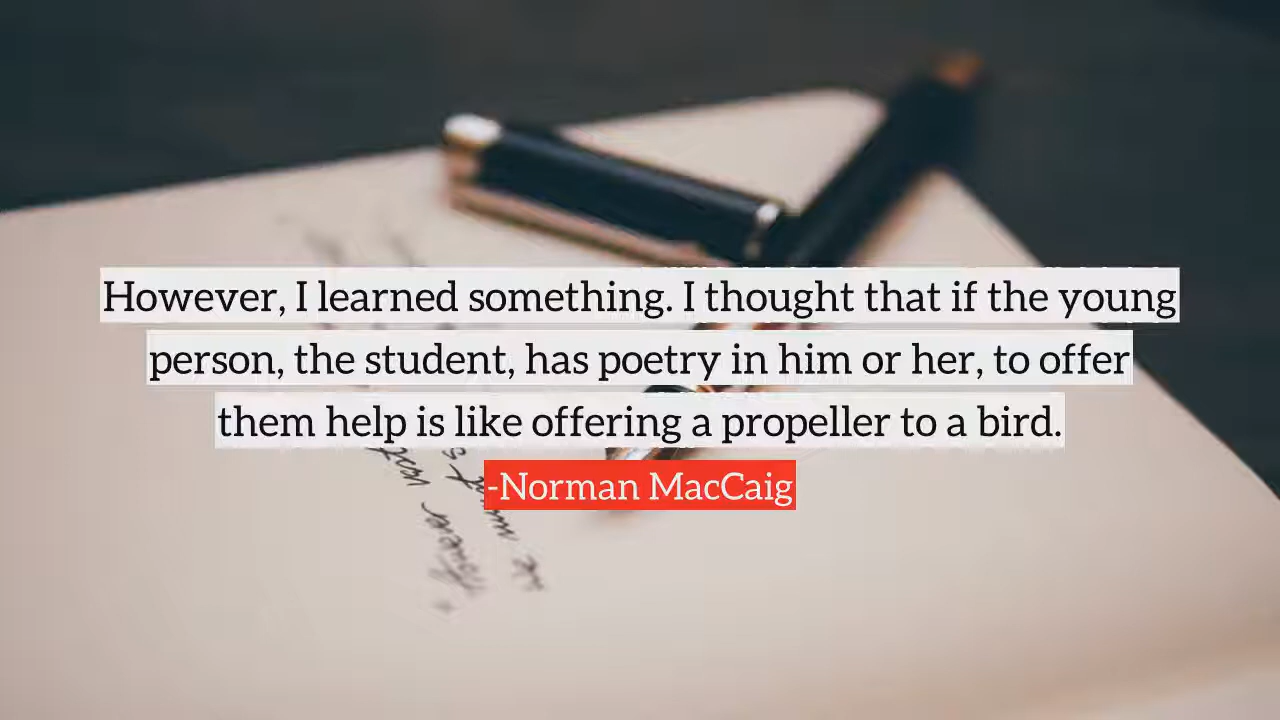 However, I learned something. I thought that if the young
person, the student, has poetry in him or her, to offer
them help is like offering a propeller to a bird.
-Norman MacCaig